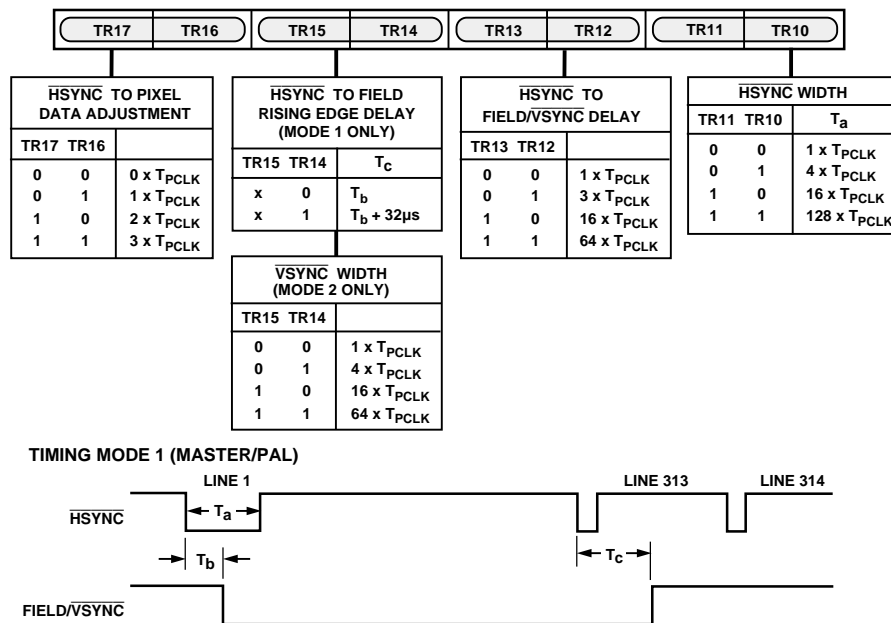 TR17 TR16 TR15 TR14 TR13 TR12 TR11 TR10
HSYNC TO PIXEL
DATA ADJUSTMENT
TR17 TR16
0 0 0 x TPCLK
0 1 1 x TPCLK
1 0 2 x TPCLK
1 1 3 x TPCLK
HSYNC TO FIELD
RISING EDGE DELAY
(MODE 1 ONLY)
TR15 TR14 Tc
x 0 Tb
x 1 Tb + 32µs
VSYNC WIDTH
(MODE 2 ONLY)
TR15 TR14
0 0 1 x TPCLK
0 1 4 x TPCLK
1 0 16 x TPCLK
1 1 64 x TPCLK
HSYNC TO
FIELD/VSYNC DELAY
TR13 TR12
0 0 1 x TPCLK
0 1 3 x TPCLK
1 0 16 x TPCLK
1 1 64 x TPCLK
HSYNC WIDTH
TR11 TR10 Ta
0 0 1 x TPCLK
0 1 4 x TPCLK
1 0 16 x TPCLK
1 1 128 x TPCLK
TIMING MODE 1 (MASTER/PAL)
LINE 1 LINE 313 LINE 314
HSYNC
Ta
Tb
Tc
FIELD/VSYNC